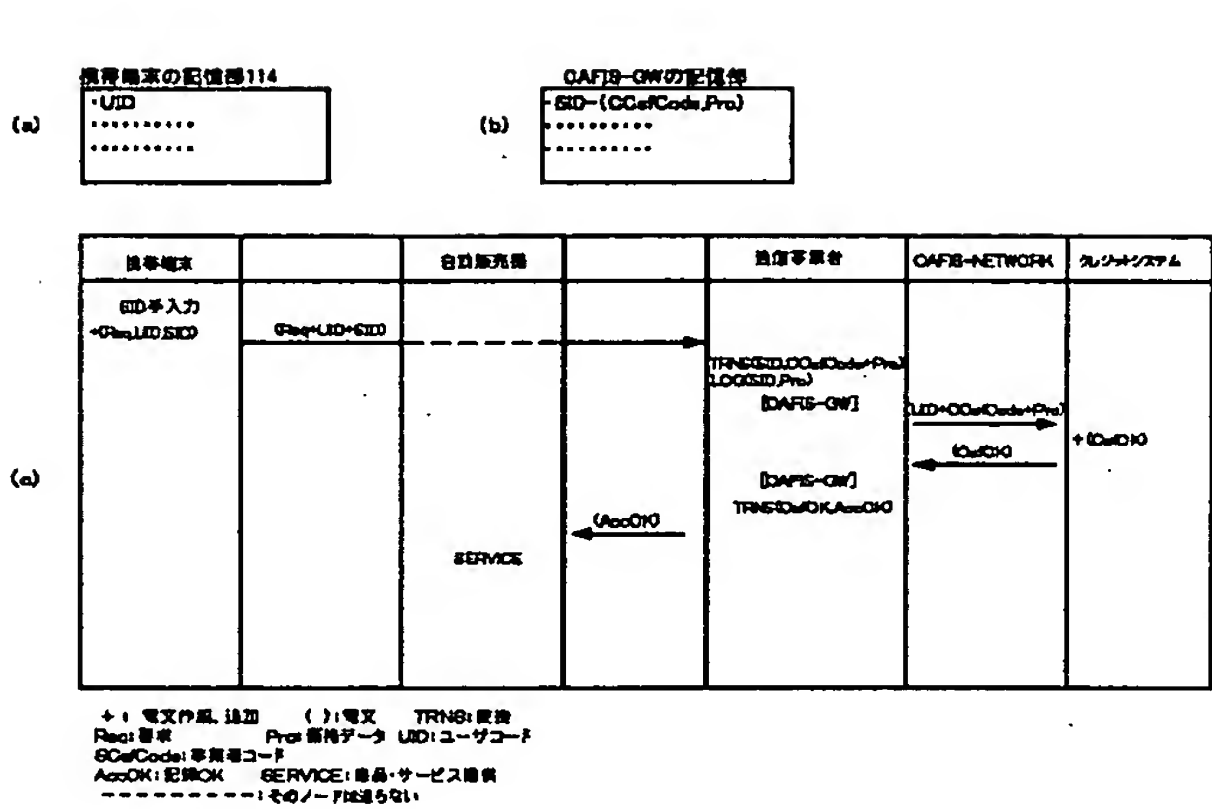 携帯端末の記憶部114
CAFIS-GWの記憶部
(a)
・UID
(b)
・SID-(CCafCode,Pro)
携帯端末
自動販売機
通信事業者
CAFIS-NETWORK
クレジットシステム
SID手入力
+(Req,UID,SID)
(Req+UID+SID)
TRNS(SID,CCafCode+Pro)
LOG(SID,Pro)
[CAFIS-GW]
(UID+CCafCode+Pro)
+(CafOK)
(CafOK)
(c)
[CAFIS-GW]
TRNS(CafOK,AccOK)
(AccOK)
SERVICE
+：電文作成、追加 ( )：電文 TRNS：置換
Req：要求 Pro：価格データ UID：ユーザコード
SCafCode：事業者コード
AccOK：記録OK SERVICE：商品・サービス提供
---------：そのノードは通らない